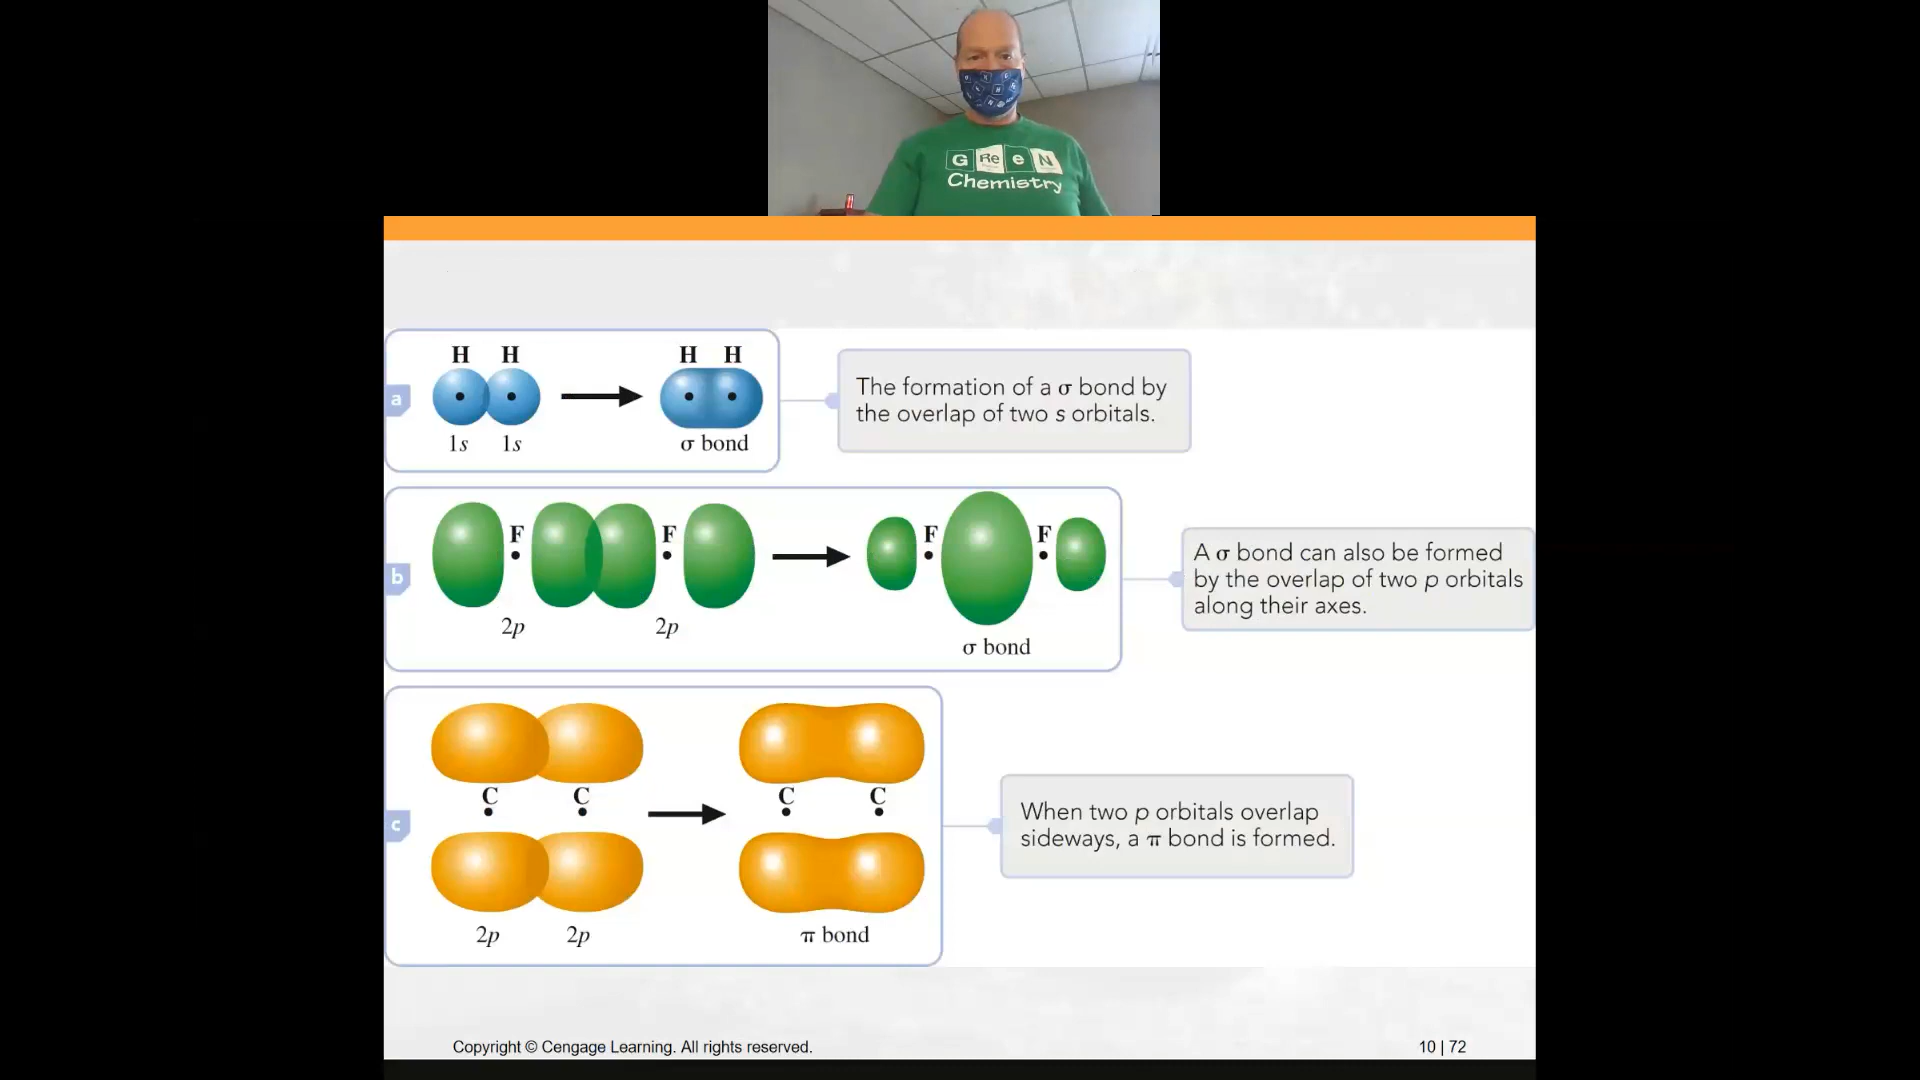 G Re e N
Chemistry
H H
H H
a
1s 1s
σ bond
The formation of a σ bond by
the overlap of two s orbitals.
F F
F F
b
2p 2p
σ bond
A σ bond can also be formed
by the overlap of two p orbitals
along their axes.
C C
C C
c
2p 2p
π bond
When two p orbitals overlap
sideways, a π bond is formed.
Copyright © Cengage Learning. All rights reserved.
10 | 72